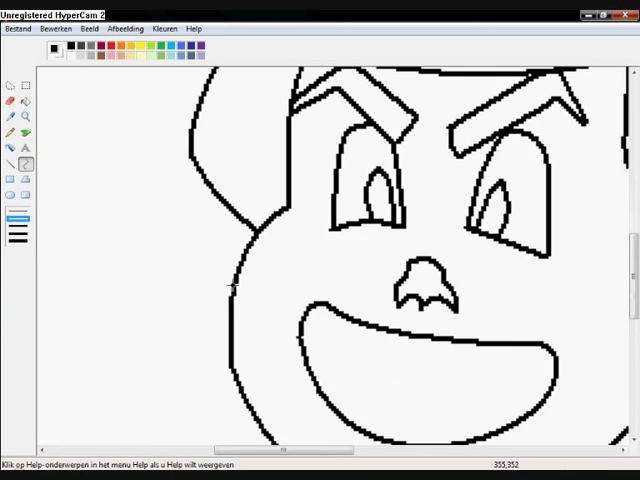 Unregistered HyperCam 2
Bestand Bewerken Beeld Afbeelding Kleuren Help
Klik op Help-onderwerpen in het menu Help als u Help wilt weergeven 355,352